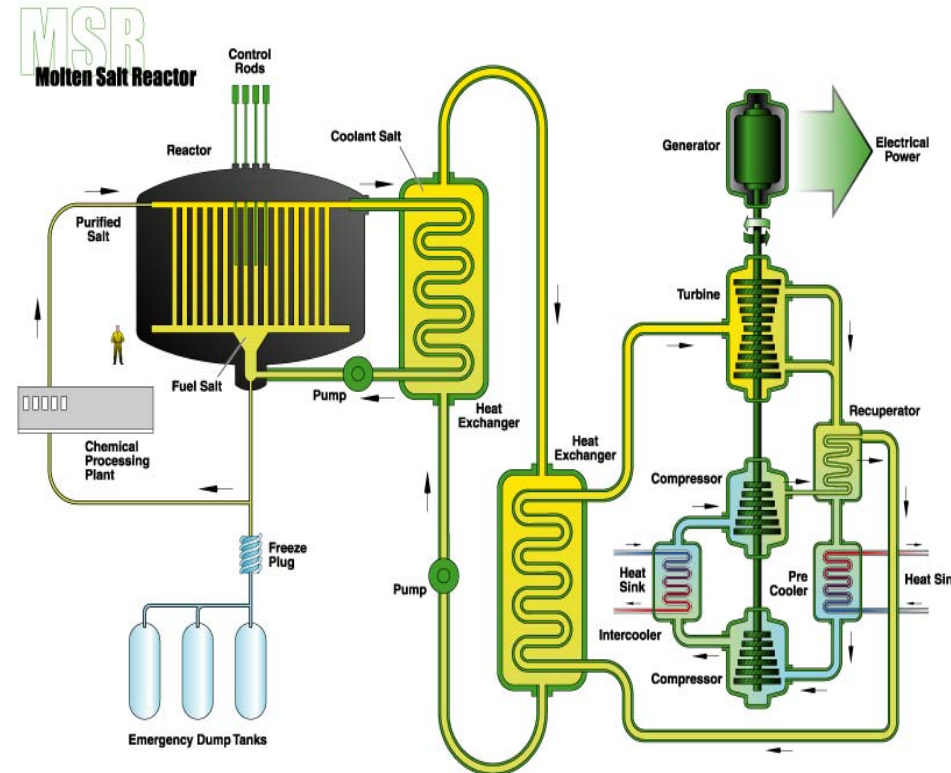 MSR
Molten Salt Reactor
Control
Rods
Reactor
Coolant Salt
Generator
Electrical
Power
Purified
Salt
Turbine
Fuel Salt
Pump
Heat
Exchanger
Recuperator
Chemical
Processing
Plant
Heat
Exchanger
Compressor
Freeze
Plug
Pump
Heat
Sink
Pre
Cooler
Heat Sin
Intercooler
Compressor
Emergency Dump Tanks